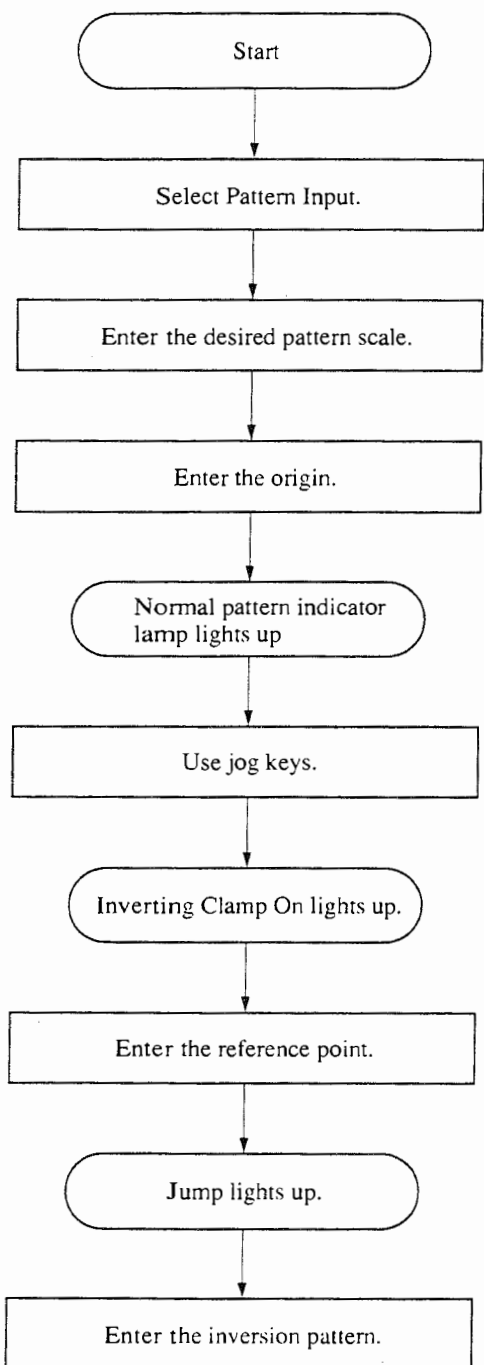 Start
Select Pattern Input.
Enter the desired pattern scale.
Enter the origin.
Normal pattern indicator
lamp lights up
Use jog keys.
Inverting Clamp On lights up.
Enter the reference point.
Jump lights up.
Enter the inversion pattern.